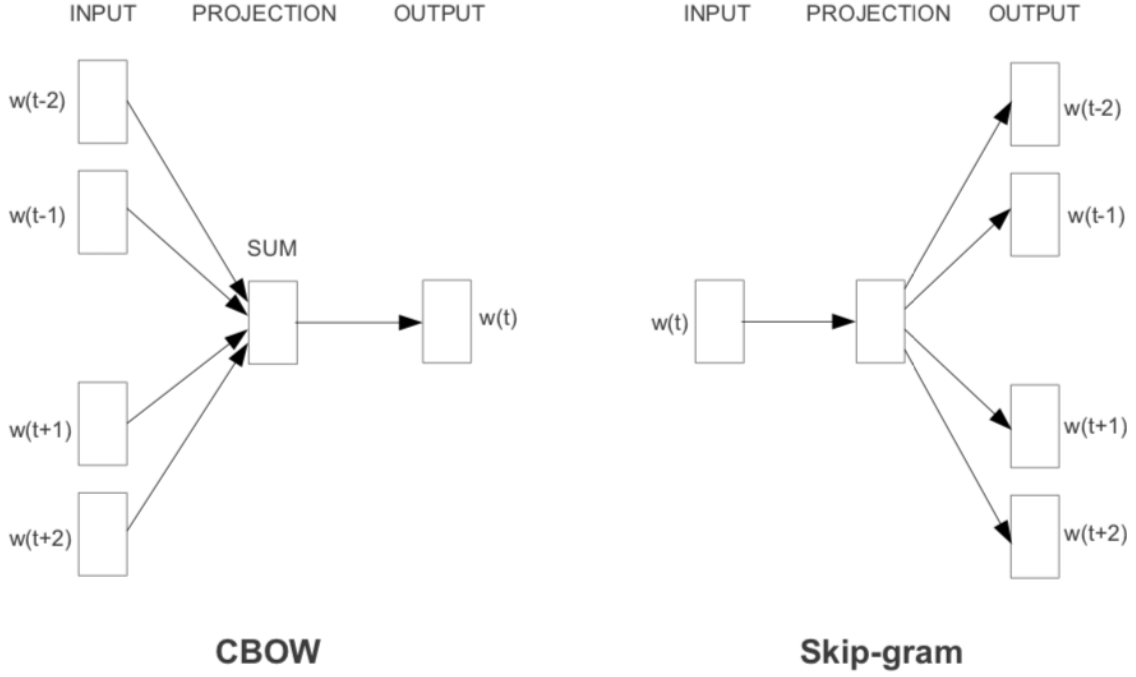 INPUT PROJECTION OUTPUT
w(t-2)
w(t-1)
SUM
w(t)
w(t+1)
w(t+2)
CBOW
INPUT PROJECTION OUTPUT
w(t-2)
w(t-1)
w(t)
w(t+1)
w(t+2)
Skip-gram